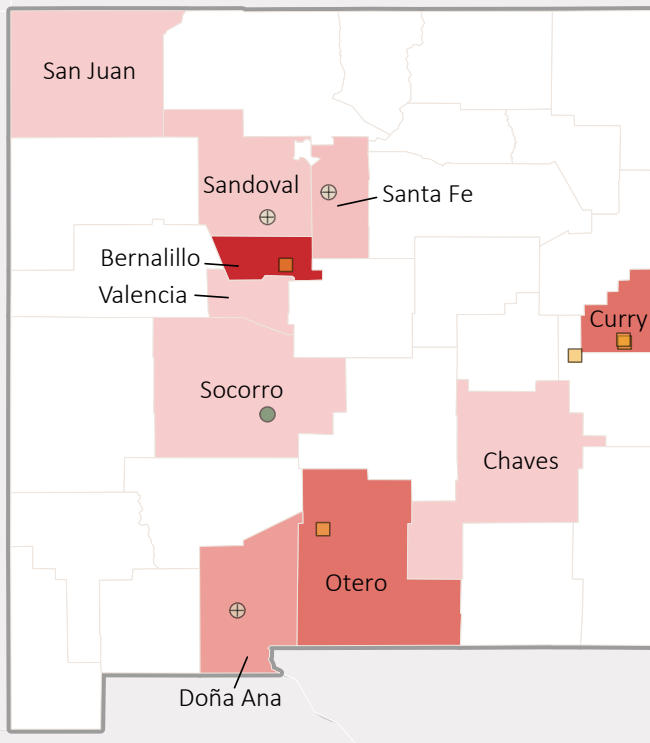 San Juan
Sandoval
Santa Fe
Bernalillo
Valencia
Curry
Socorro
Chaves
Otero
Doña Ana